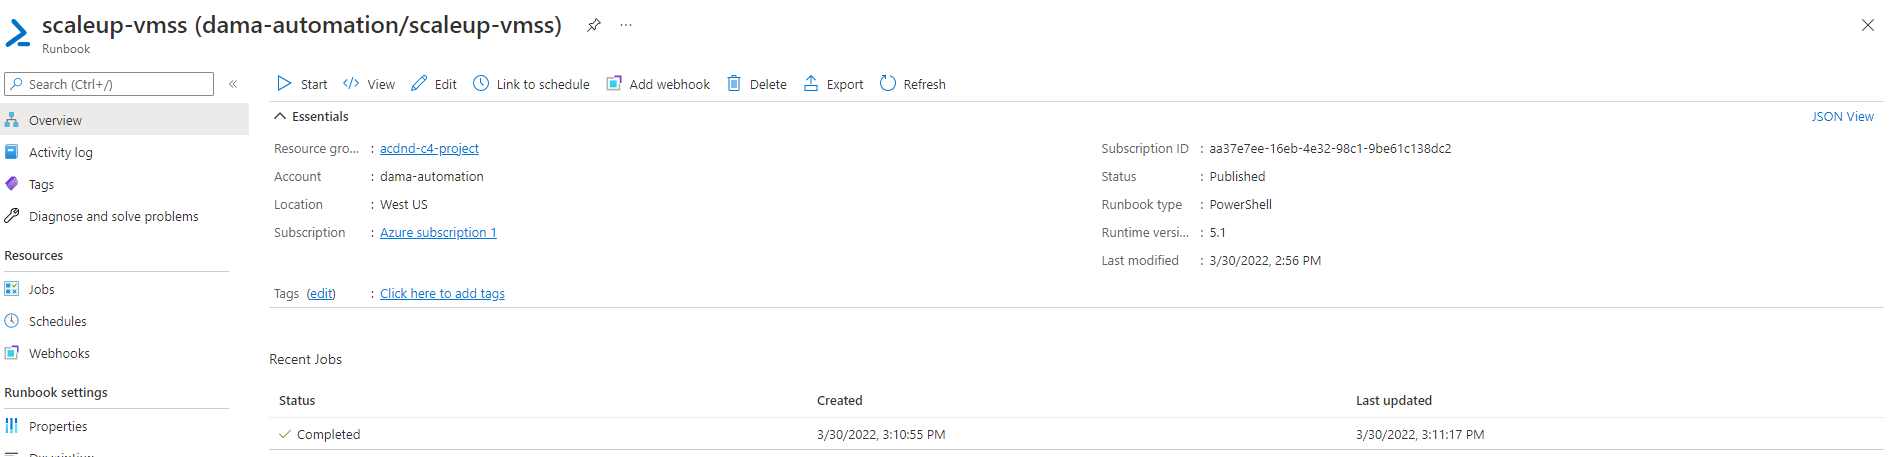 scaleup-vmss (dama-automation/scaleup-vmss)
Runbook
Search (Ctrl+/)
Start View Edit Link to schedule Add webhook Delete Export Refresh
Overview
Activity log
Tags
Diagnose and solve problems
Resources
Jobs
Schedules
Webhooks
Runbook settings
Properties
Description
Essentials
JSON View
Resource gro... : acdnd-c4-project
Account : dama-automation
Location : West US
Subscription : Azure subscription 1
Subscription ID : aa37e7ee-16eb-4e32-98c1-9be61c138dc2
Status : Published
Runbook type : PowerShell
Runtime versi... : 5.1
Last modified : 3/30/2022, 2:56 PM
Tags (edit) : Click here to add tags
Recent Jobs
Status Created Last updated
Completed 3/30/2022, 3:10:55 PM 3/30/2022, 3:11:17 PM